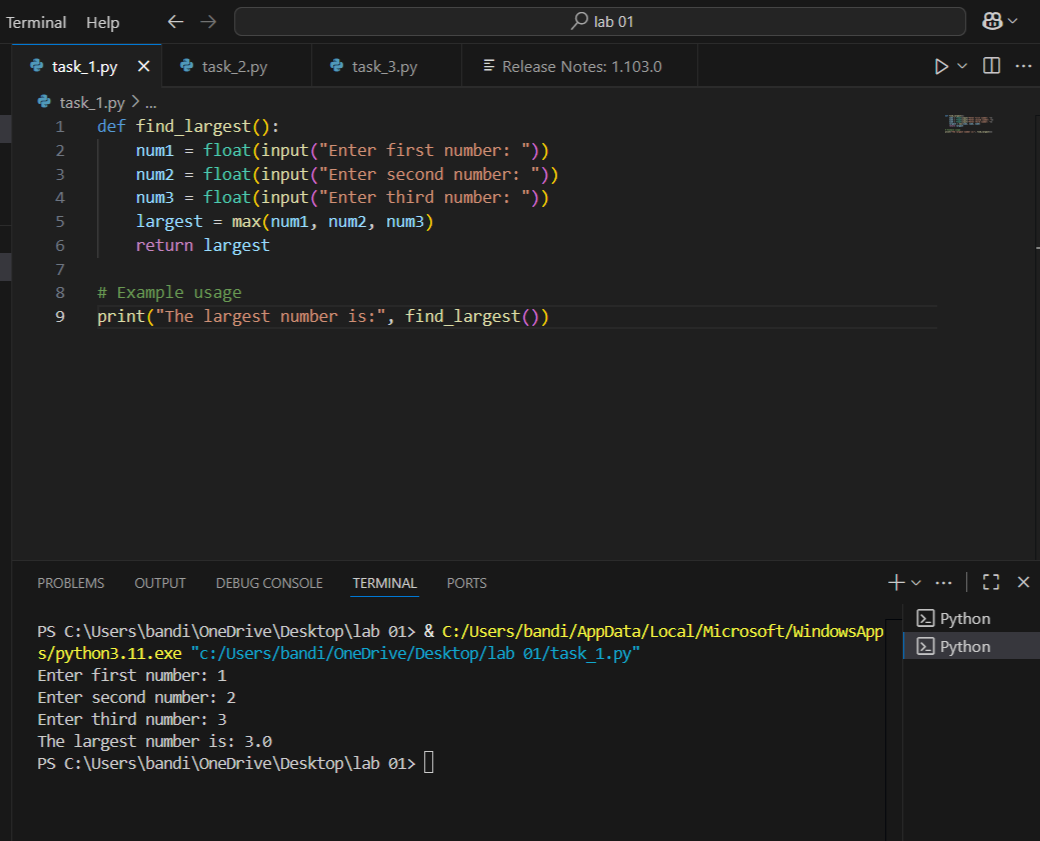 Terminal Help lab 01
task_1.py task_2.py task_3.py Release Notes: 1.103.0
task_1.py > ...
1 def find_largest():
2     num1 = float(input("Enter first number: "))
3     num2 = float(input("Enter second number: "))
4     num3 = float(input("Enter third number: "))
5     largest = max(num1, num2, num3)
6     return largest
7
8 # Example usage
9 print("The largest number is:", find_largest())
PROBLEMS OUTPUT DEBUG CONSOLE TERMINAL PORTS
PS C:\Users\bandi\OneDrive\Desktop\lab 01> & C:/Users/bandi/AppData/Local/Microsoft/WindowsApp
s/python3.11.exe "c:/Users/bandi/OneDrive/Desktop/lab 01/task_1.py"
Enter first number: 1
Enter second number: 2
Enter third number: 3
The largest number is: 3.0
PS C:\Users\bandi\OneDrive\Desktop\lab 01>
Python
Python